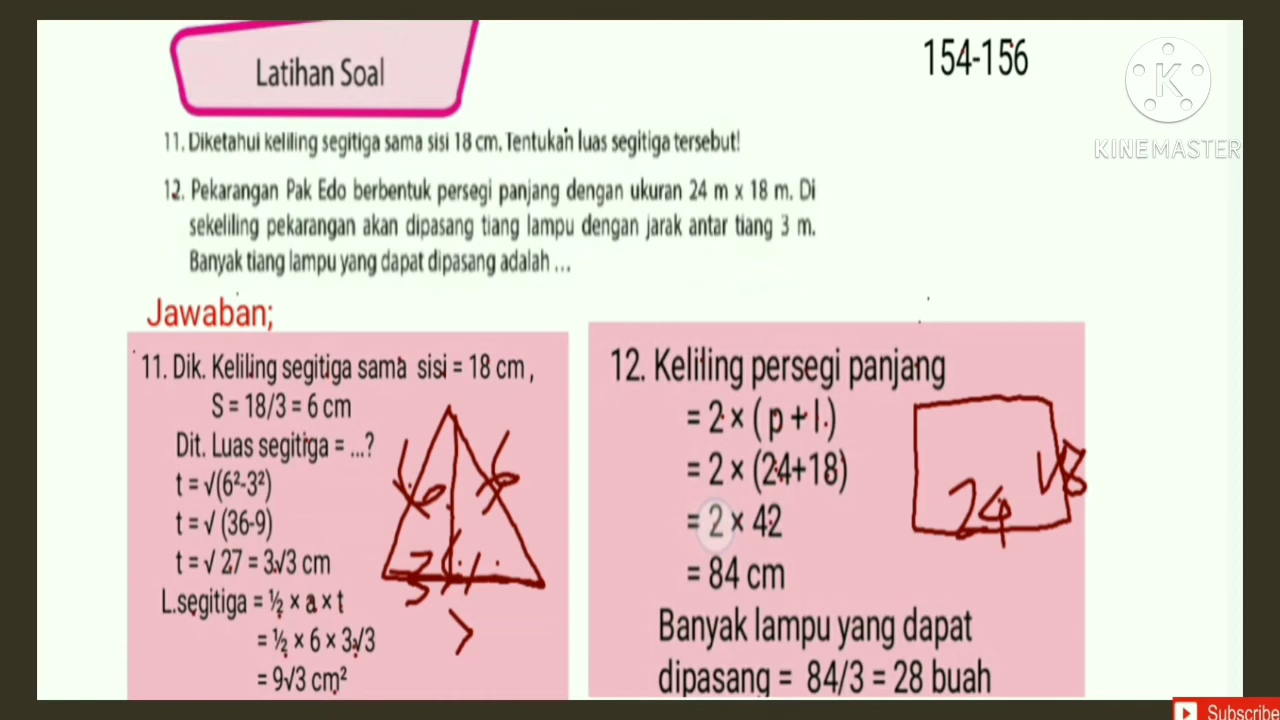 Latihan Soal
154-156
KINEMASTER
11. Diketahui keliling segitiga sama sisi 18 cm. Tentukan luas segitiga tersebut!
12. Pekarangan Pak Edo berbentuk persegi panjang dengan ukuran 24 m x 18 m. Di
sekeliling pekarangan akan dipasang tiang lampu dengan jarak antar tiang 3 m.
Banyak tiang lampu yang dapat dipasang adalah ...
Jawaban;
11. Dik. Keliling segitiga sama sisi = 18 cm,
S = 18/3 = 6 cm
Dit. Luas segitiga = ...?
t = √(6²-3²)
t = √ (36-9)
t = √ 27 = 3√3 cm
L.segitiga = ½ × a × t
= ½ × 6 × 3√3
= 9√3 cm²
6
6
3
12. Keliling persegi panjang
= 2 × ( p + l )
= 2 × (24+18)
= 2 × 42
= 84 cm
Banyak lampu yang dapat
dipasang = 84/3 = 28 buah
24
18
Subscribe